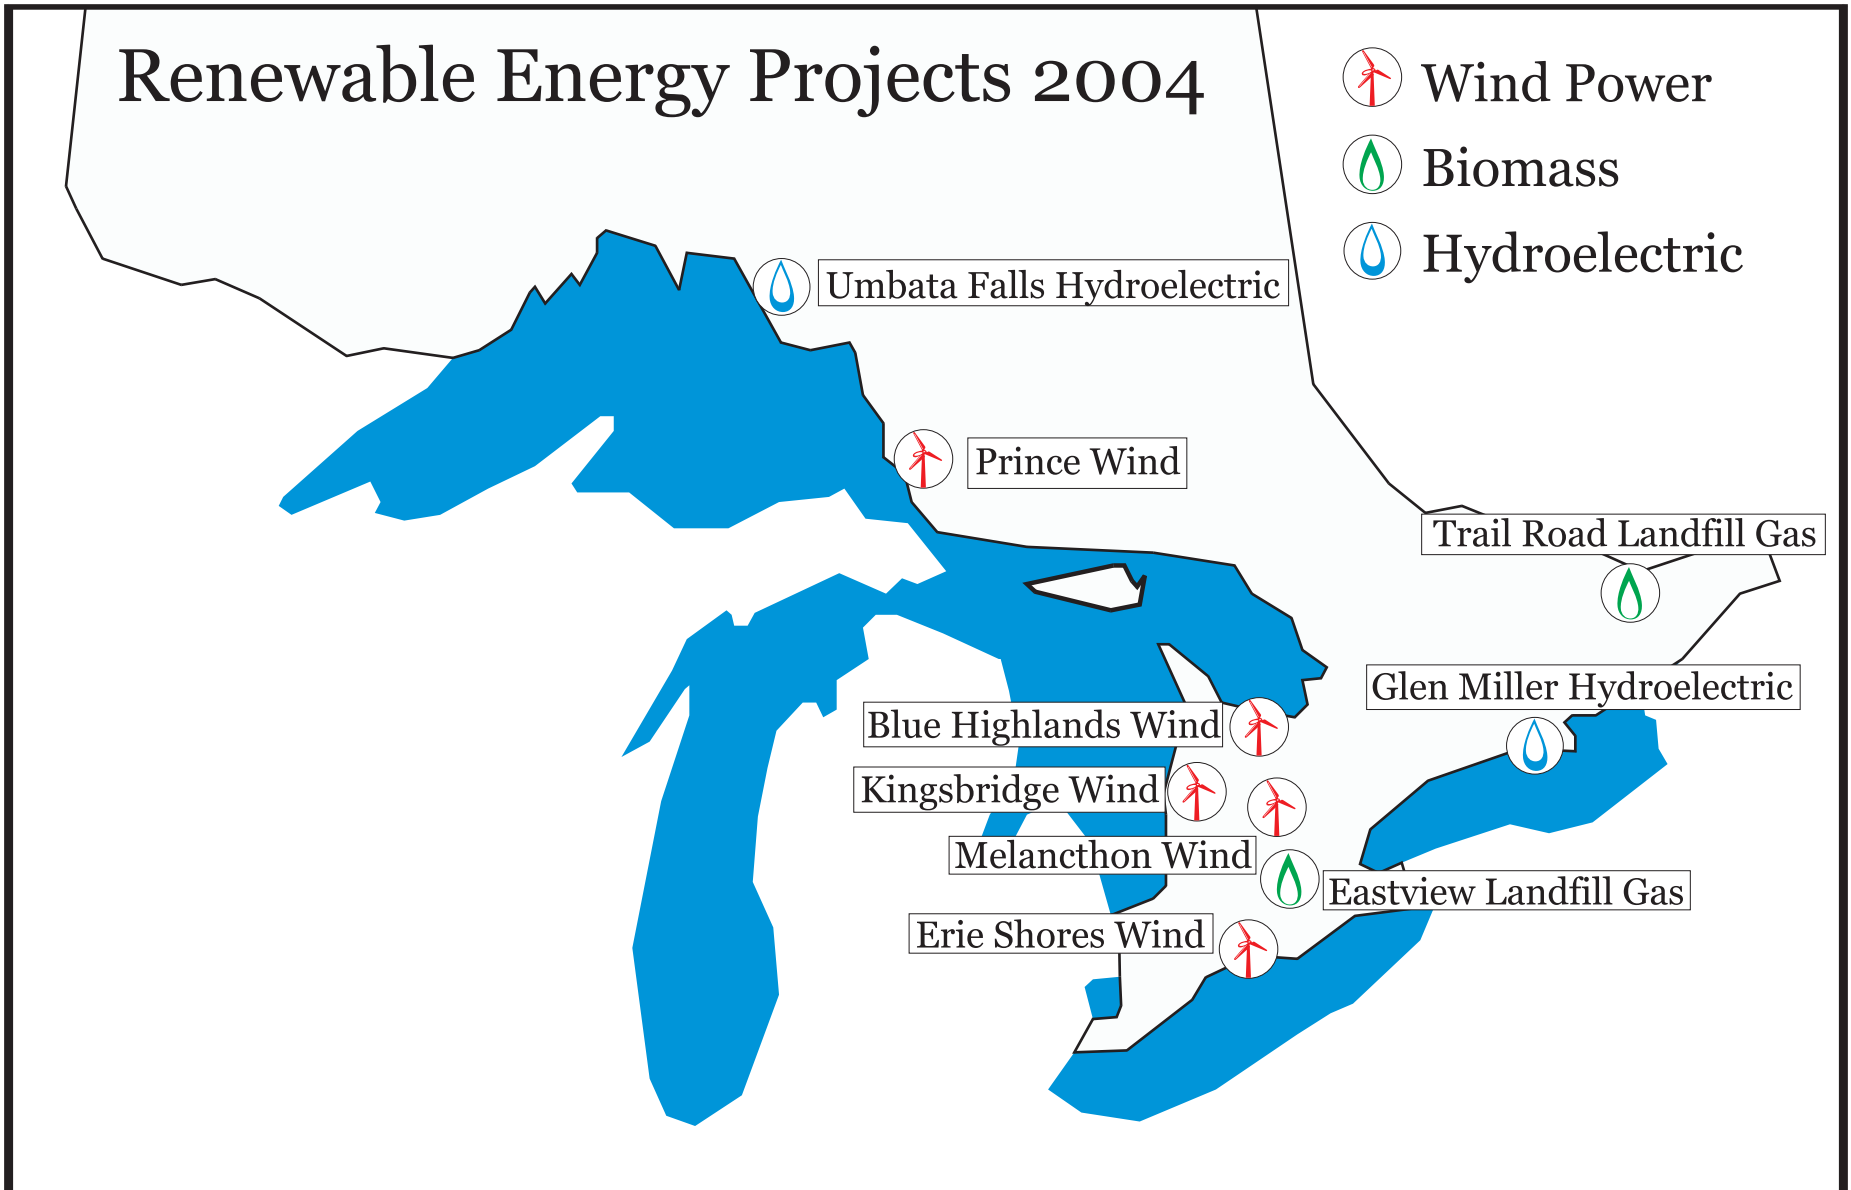 Renewable Energy Projects 2004
Wind Power
Biomass
Hydroelectric
Umbata Falls Hydroelectric
Prince Wind
Trail Road Landfill Gas
Glen Miller Hydroelectric
Blue Highlands Wind
Kingsbridge Wind
Melancthon Wind
Eastview Landfill Gas
Erie Shores Wind